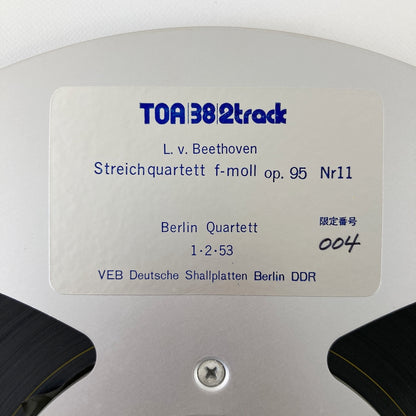 TOA 38 2track
L. v. Beethoven
Streichquartett f-moll op. 95 Nr11
Berlin Quartett
限定番号
1・2・53
004
VEB Deutsche Shallplatten Berlin DDR